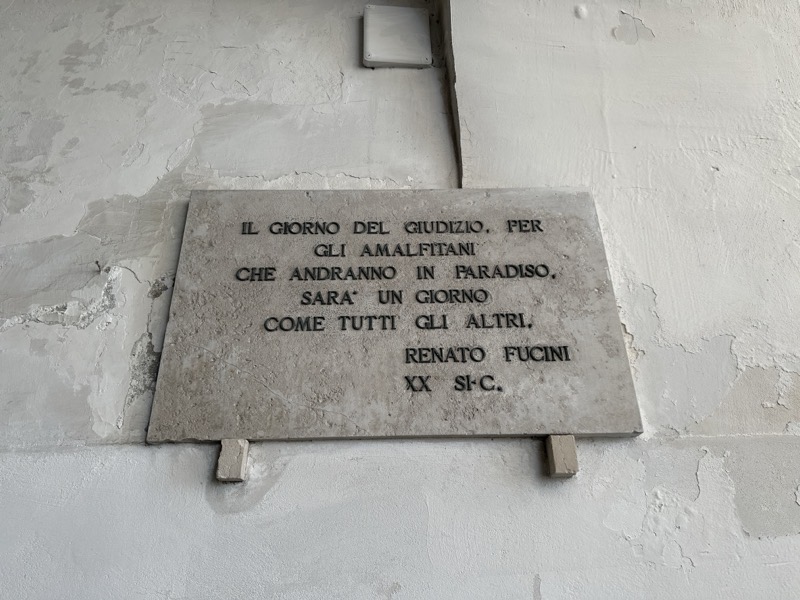 IL GIORNO DEL GIUDIZIO, PER
GLI AMALFITANI
CHE ANDRANNO IN PARADISO,
SARA' UN GIORNO
COME TUTTI GLI ALTRI.
RENATO FUCINI
XX SI·C.